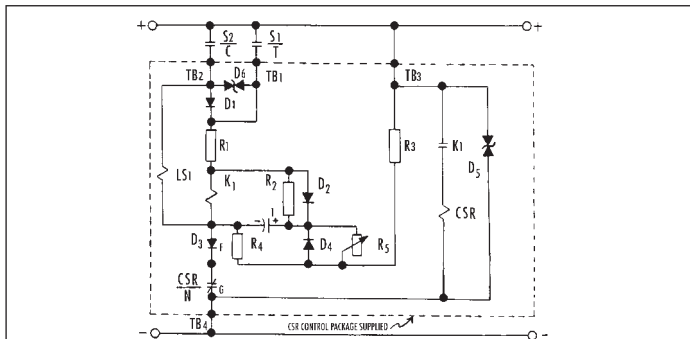 + +
S2 S1
C T
TB2 D6 TB1 TB3
D1
R1 R3 K1
LS1 K1 R2 D2 D5
- 1 +
CSR
D3 F R4 D4 R5
CSR
N G
TB4 CSR CONTROL PACKAGE SUPPLIED
- -